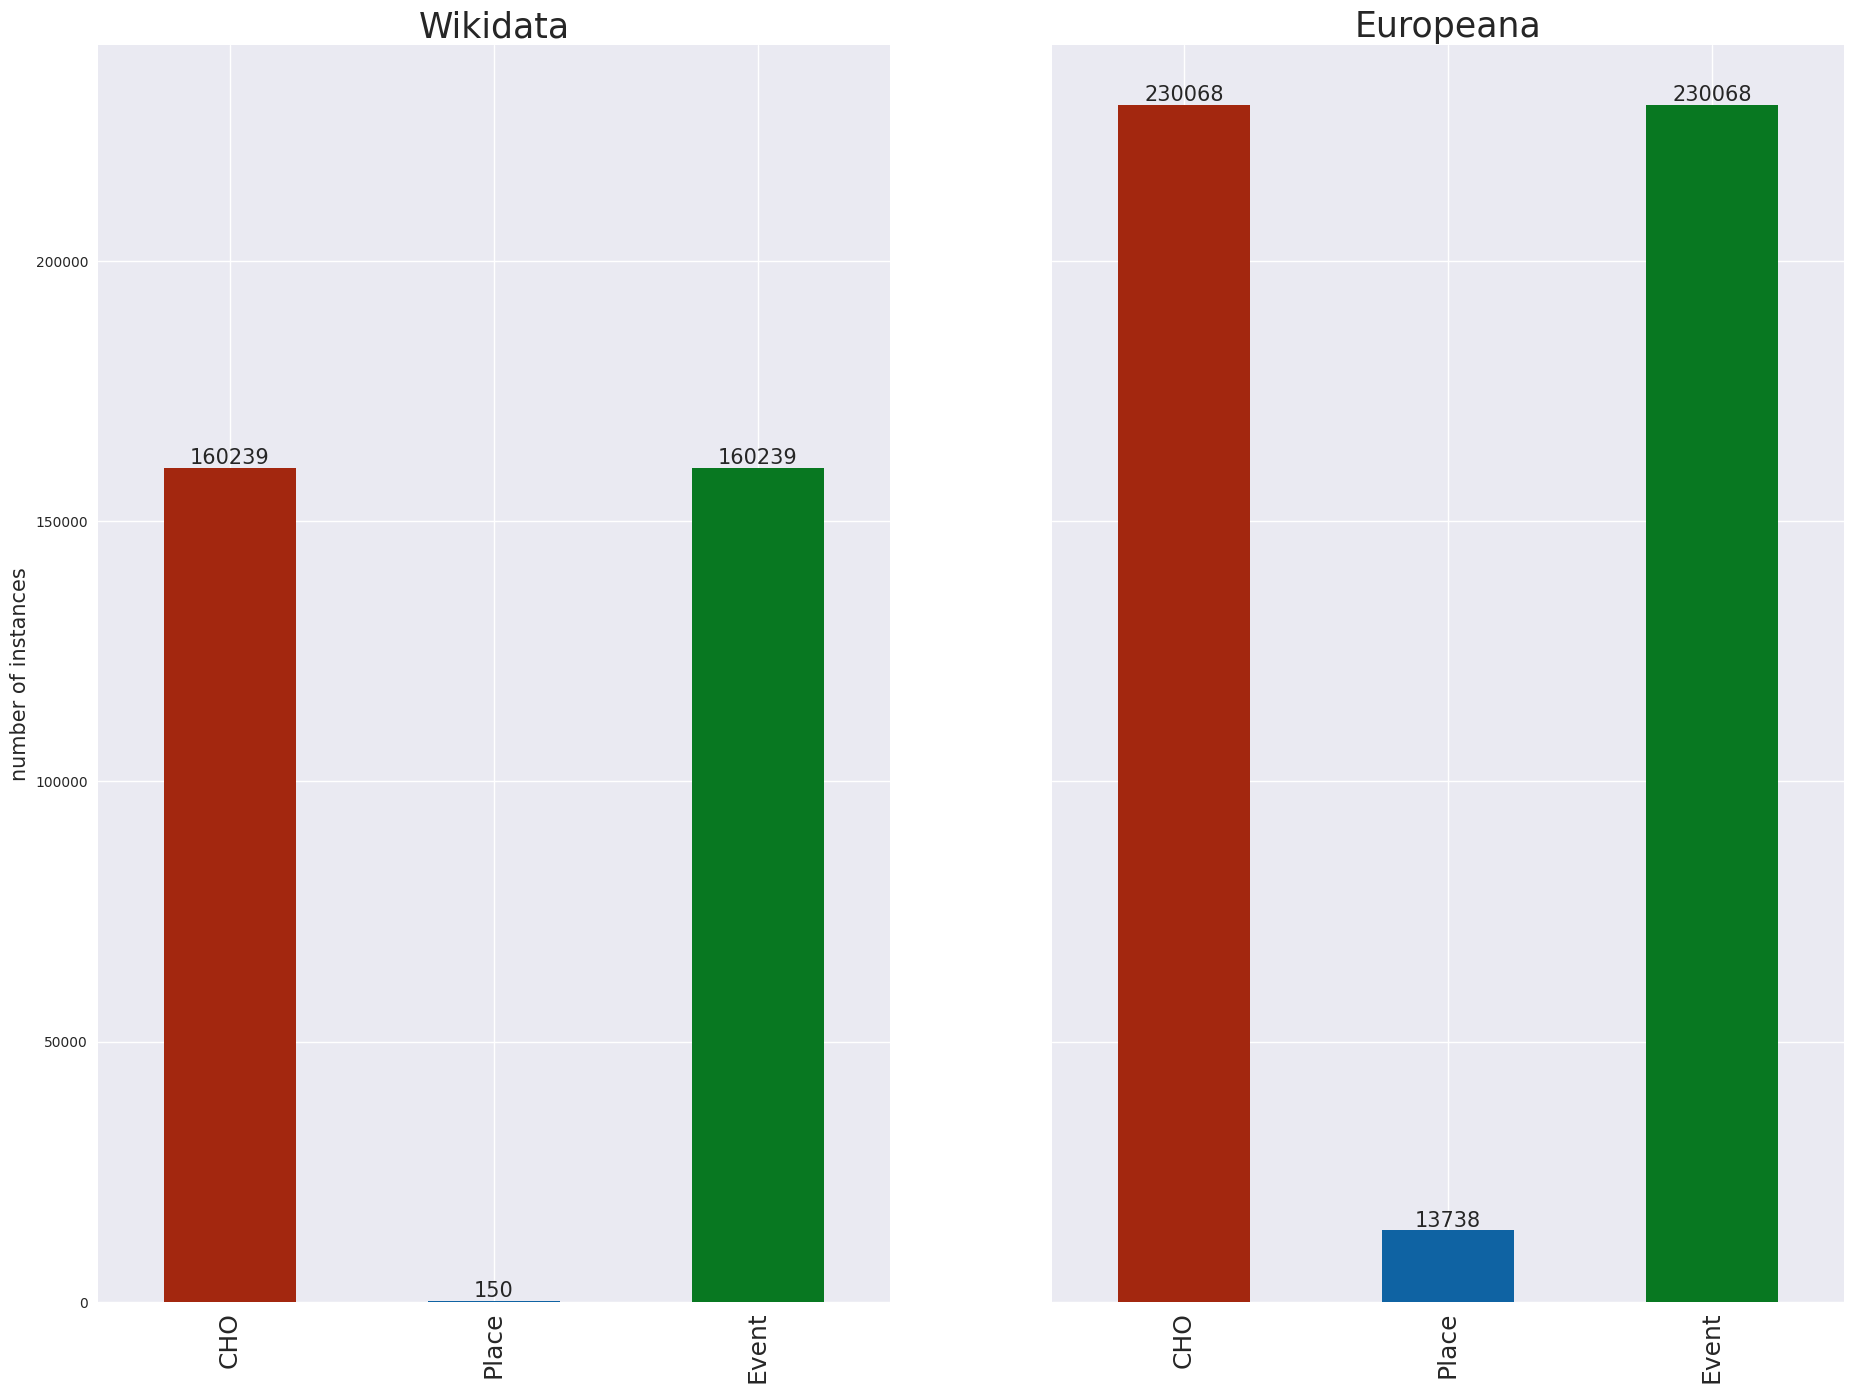 Wikidata
number of instances
200000
150000
100000
50000
0
160239
150
160239
CHO
Place
Event
Europeana
230068
13738
230068
CHO
Place
Event